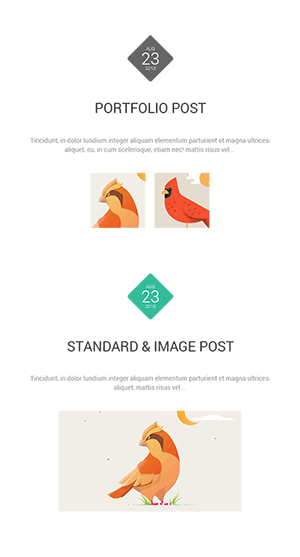 AUG
23
2013
PORTFOLIO POST
Tincidunt, in dolor lundium integer aliquam elementum parturient et magna ultrices
aliquet, eu, in cum scelerisque, etiam nec! mattis risus vel...
AUG
23
2013
STANDARD & IMAGE POST
Tincidunt, in dolor lundium integer aliquam elementum parturient et magna ultrices
aliquet, mattis risus vel...